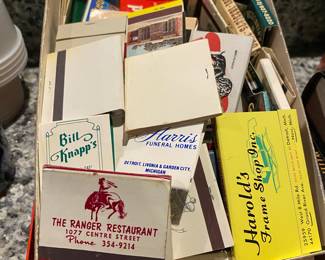 Bill
Knapp's
Harris
FUNERAL HOMES
DETROIT, LIVONIA & GARDEN CITY,
MICHIGAN
THE RANGER RESTAURANT
1077 CENTRE STREET
Phone 354-9214
Harold's
Frame Shop Inc.